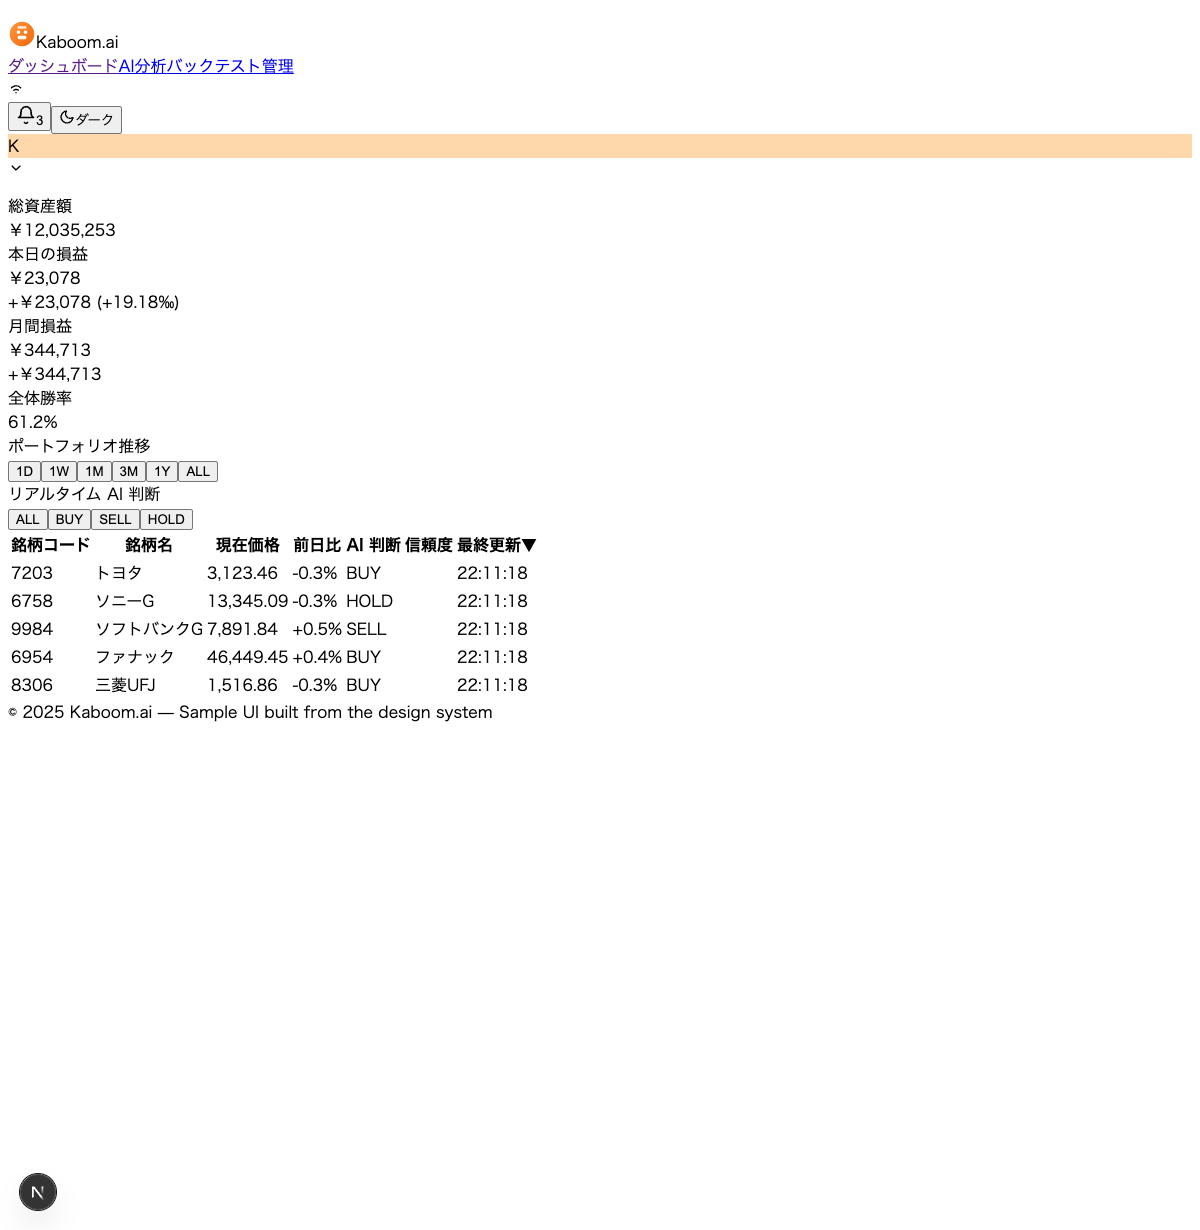 Kaboom.ai
ダッシュボードAI分析バックテスト管理
3 ダーク
K
総資産額
￥12,035,253
本日の損益
￥23,078
+￥23,078 (+19.18‰)
月間損益
￥344,713
+￥344,713
全体勝率
61.2%
ポートフォリオ推移
1D 1W 1M 3M 1Y ALL
リアルタイム AI 判断
ALL BUY SELL HOLD
銘柄コード 銘柄名 現在価格 前日比 AI 判断 信頼度 最終更新▼
7203 トヨタ 3,123.46 -0.3% BUY 22:11:18
6758 ソニーG 13,345.09 -0.3% HOLD 22:11:18
9984 ソフトバンクG 7,891.84 +0.5% SELL 22:11:18
6954 ファナック 46,449.45 +0.4% BUY 22:11:18
8306 三菱UFJ 1,516.86 -0.3% BUY 22:11:18
© 2025 Kaboom.ai — Sample UI built from the design system
N